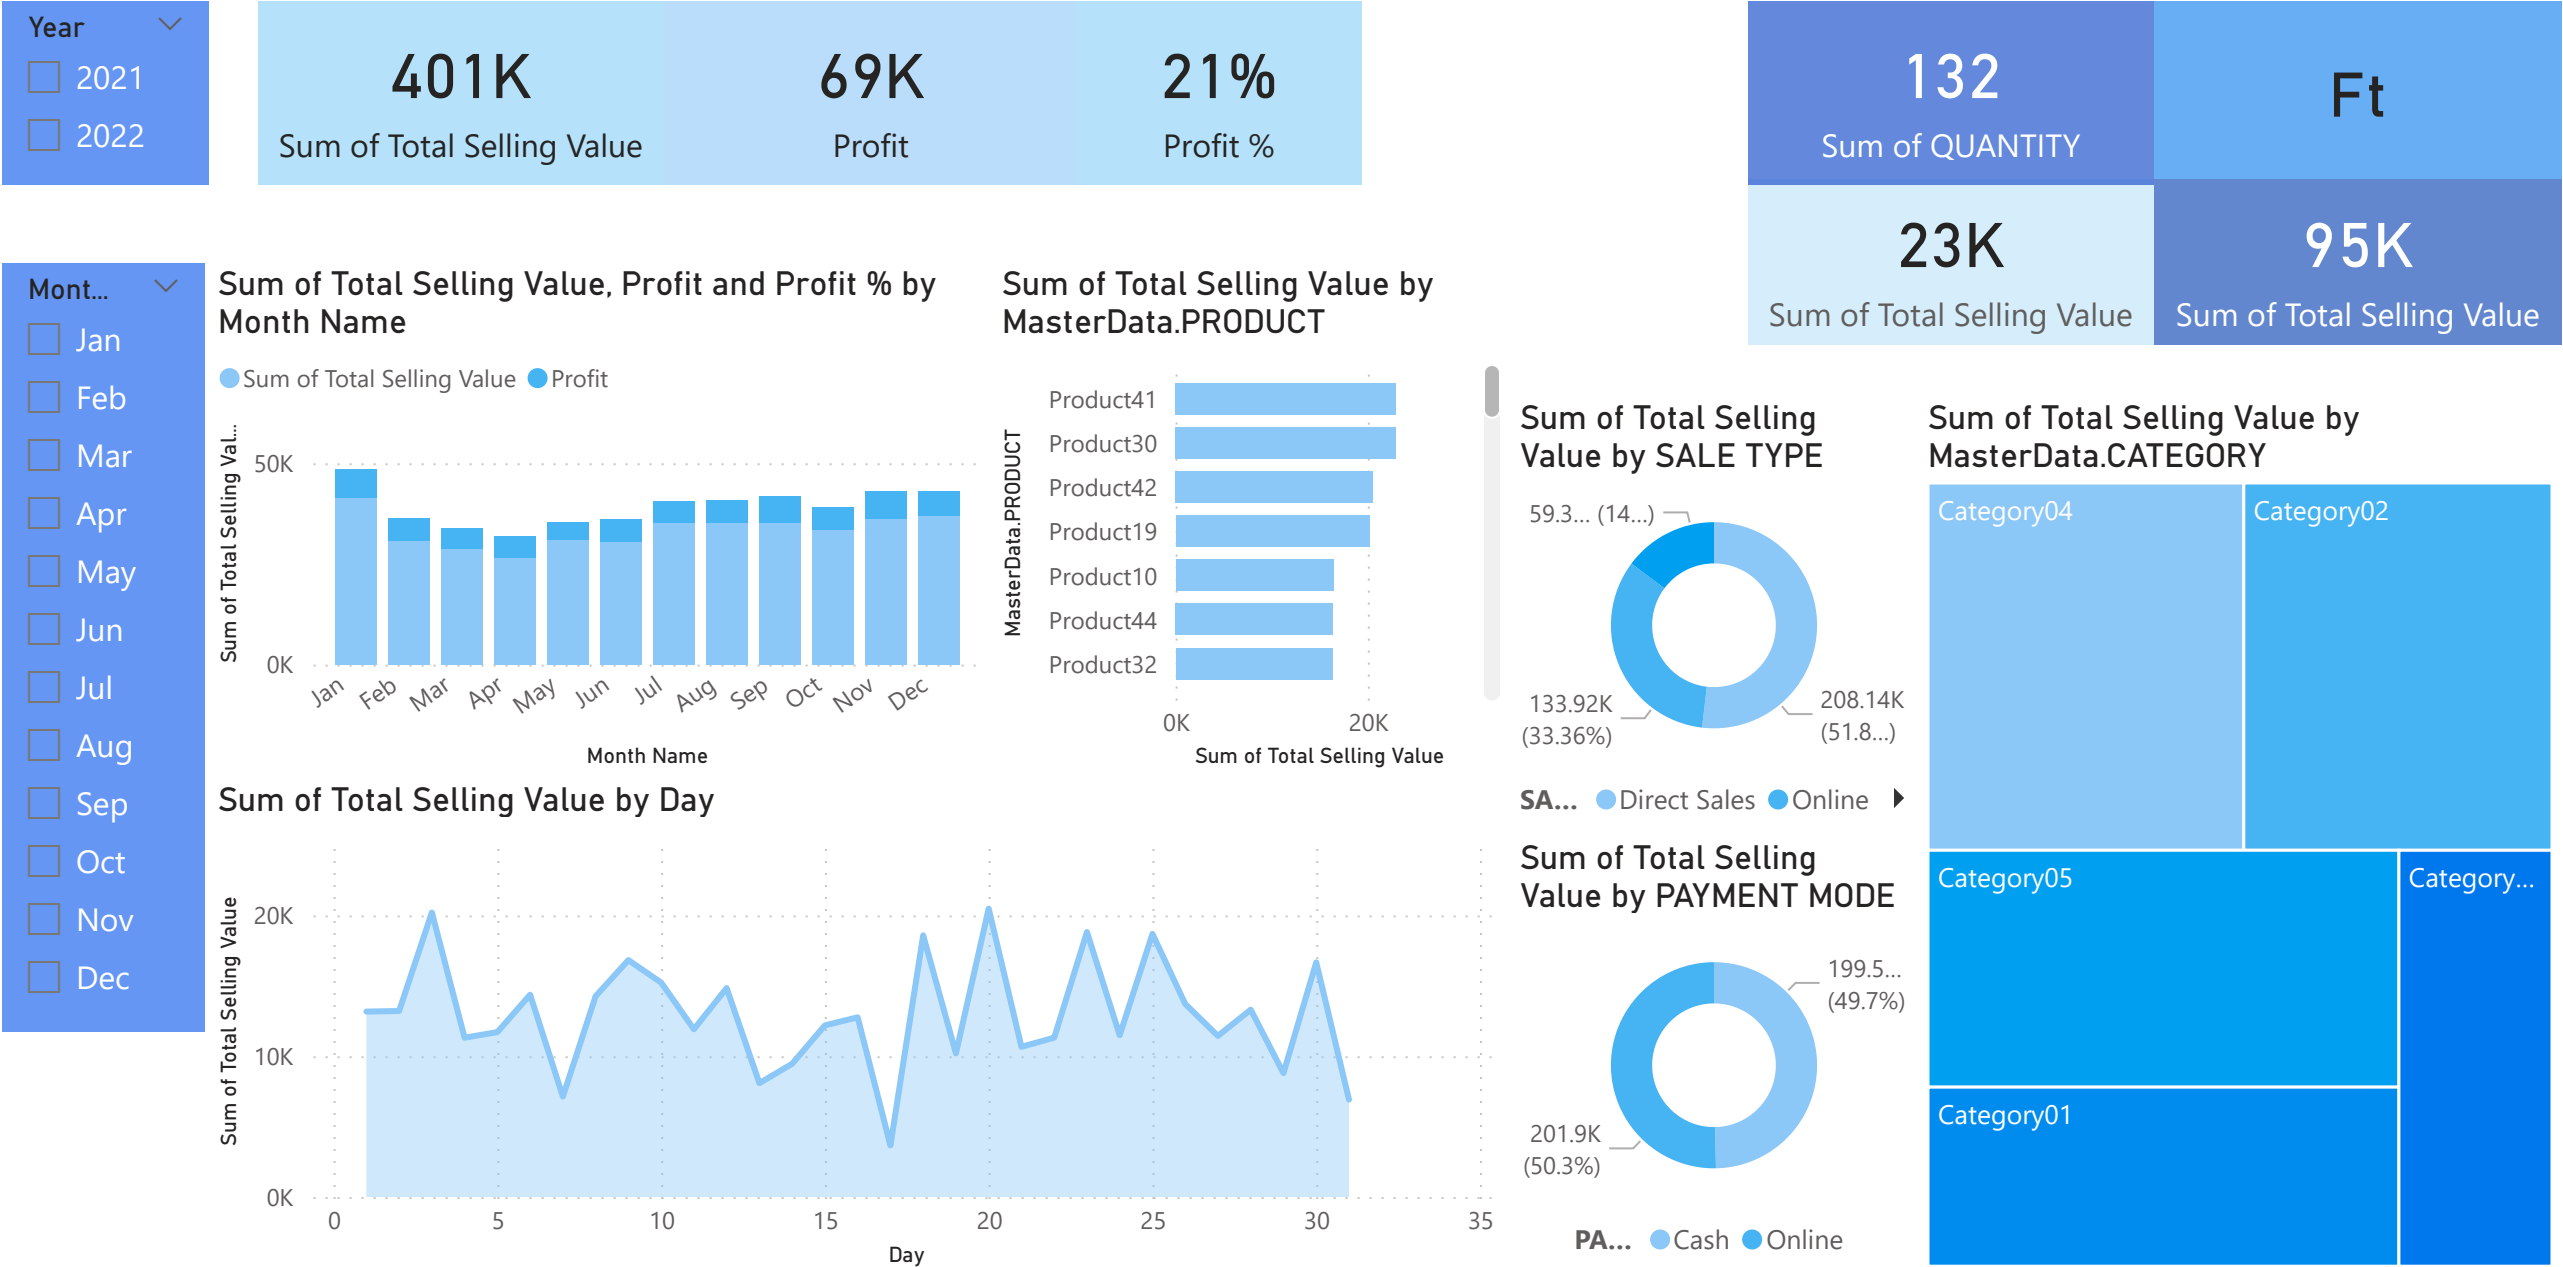 Year
2021
2022
401K
Sum of Total Selling Value
69K
Profit
21%
Profit %
132
Sum of QUANTITY
Ft
23K
Sum of Total Selling Value
95K
Sum of Total Selling Value
Mont...
Jan
Feb
Mar
Apr
May
Jun
Jul
Aug
Sep
Oct
Nov
Dec
Sum of Total Selling Value, Profit and Profit % by
Month Name
Sum of Total Selling Value
Profit
Sum of Total Selling Val...
50K
0K
Jan
Feb
Mar
Apr
May
Jun
Jul
Aug
Sep
Oct
Nov
Dec
Month Name
Sum of Total Selling Value by
MasterData.PRODUCT
MasterData.PRODUCT
Product41
Product30
Product42
Product19
Product10
Product44
Product32
0K
20K
Sum of Total Selling Value
Sum of Total Selling
Value by SALE TYPE
59.3... (14...)
133.92K
(33.36%)
208.14K
(51.8...)
SA...
Direct Sales
Online
Sum of Total Selling Value by
MasterData.CATEGORY
Category04
Category02
Category05
Category...
Category01
Sum of Total Selling Value by Day
Sum of Total Selling Value
20K
10K
0K
0
5
10
15
20
25
30
35
Day
Sum of Total Selling
Value by PAYMENT MODE
199.5...
(49.7%)
201.9K
(50.3%)
PA...
Cash
Online